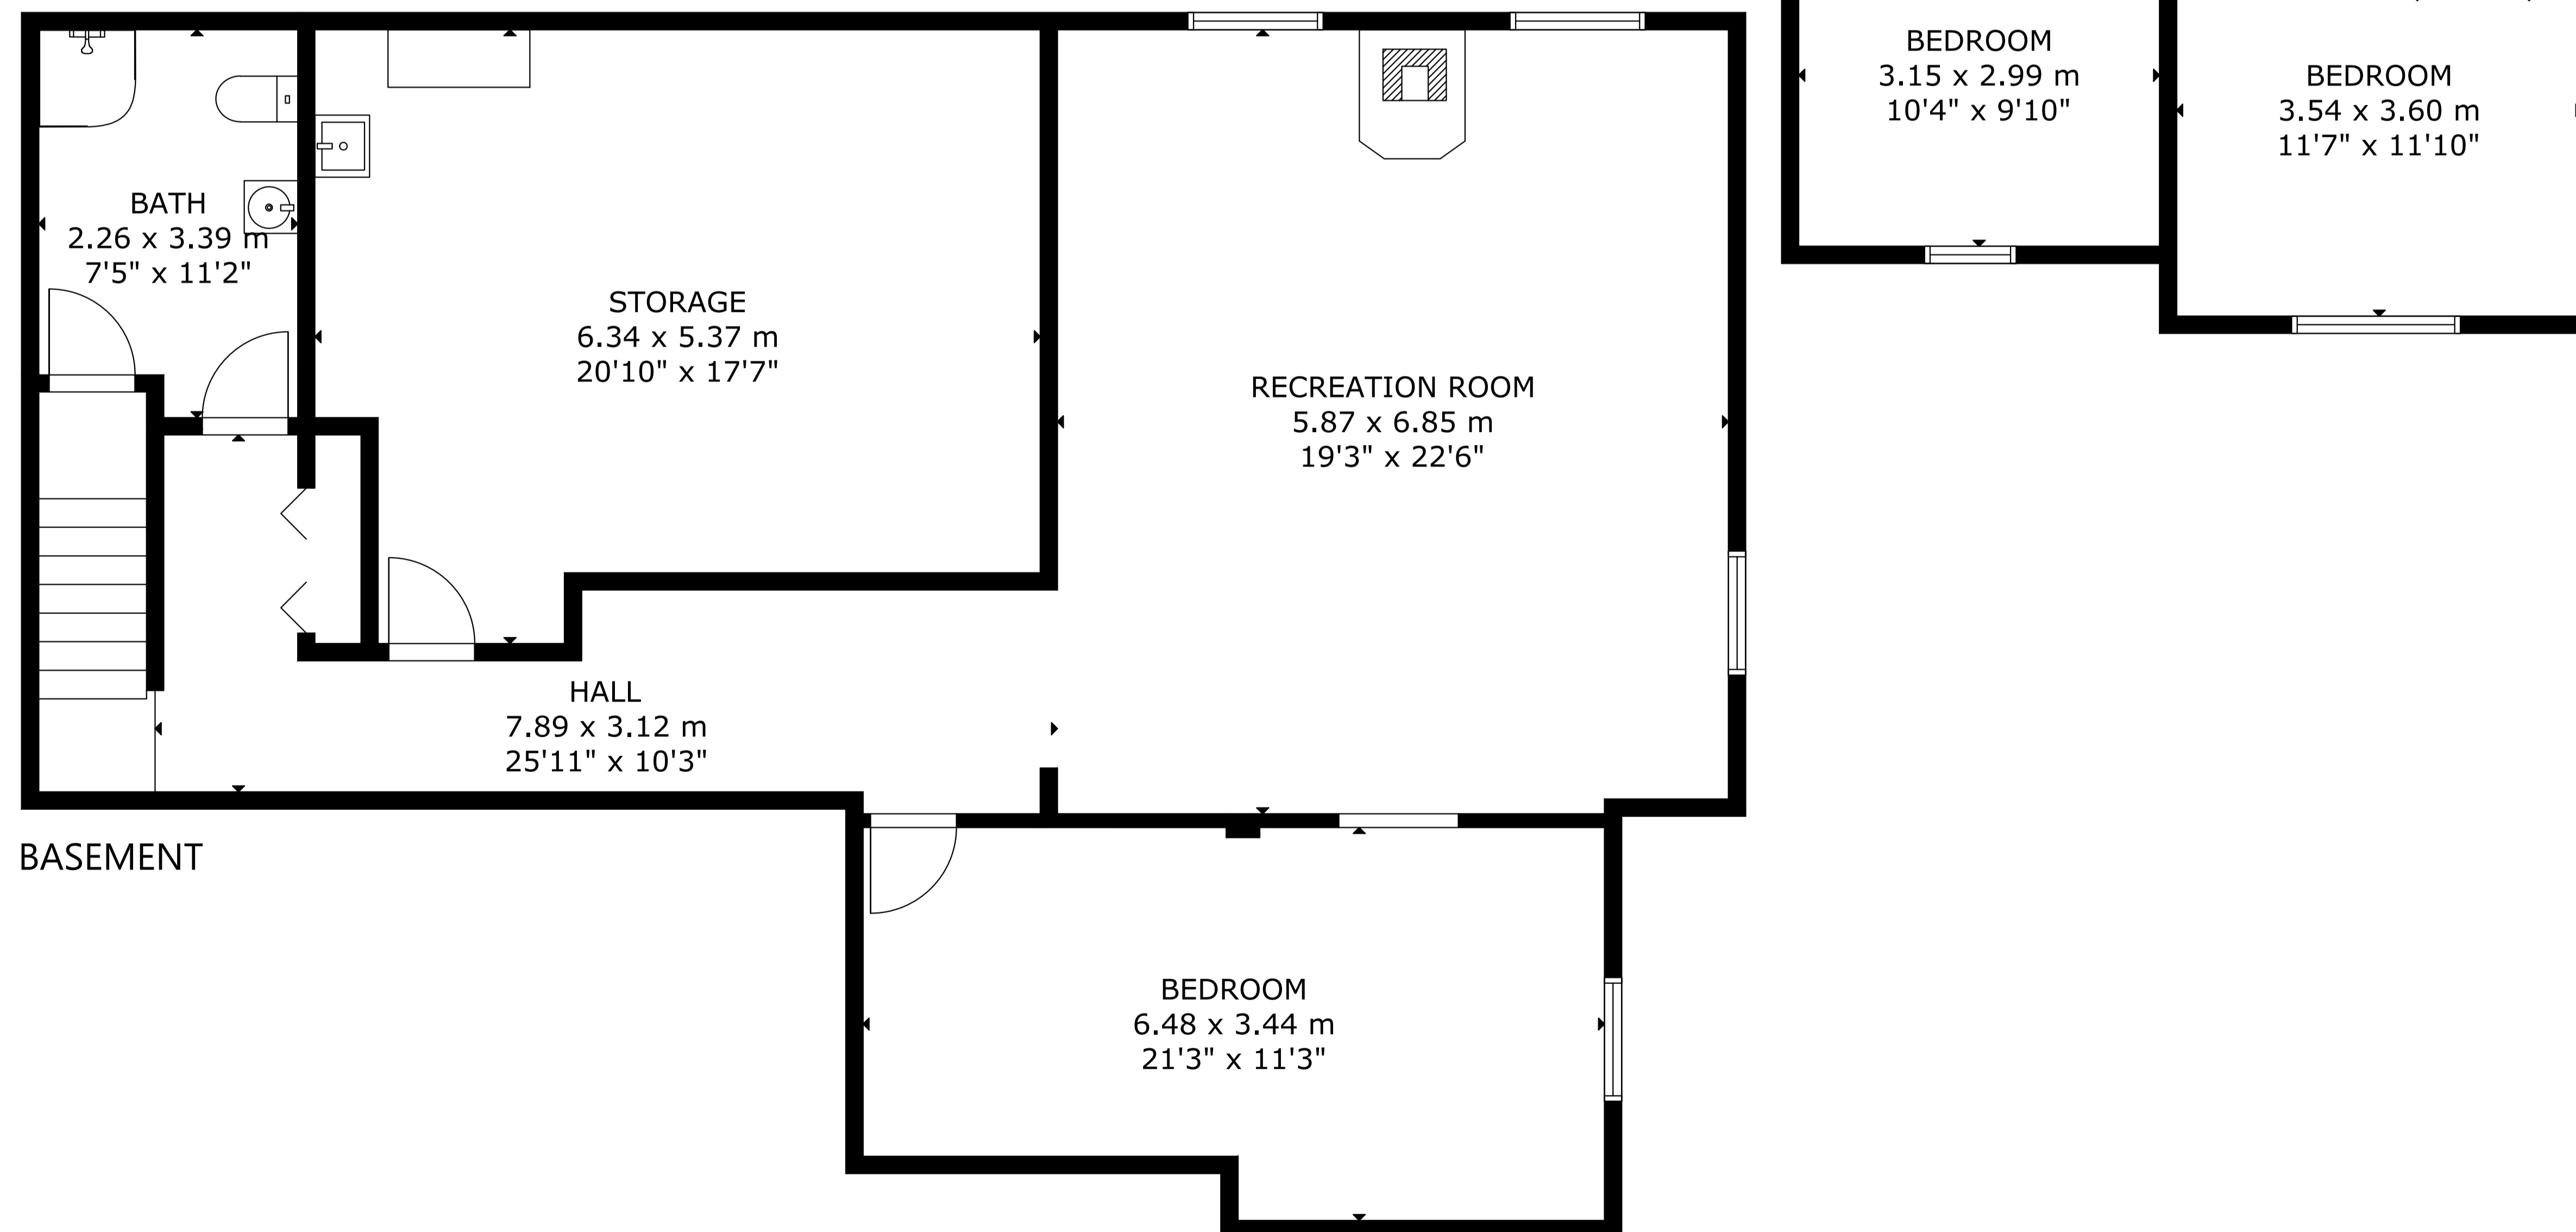 BATH
2.26 x 3.39 m
7'5" x 11'2"
STORAGE
6.34 x 5.37 m
20'10" x 17'7"
RECREATION ROOM
5.87 x 6.85 m
19'3" x 22'6"
HALL
7.89 x 3.12 m
25'11" x 10'3"
BASEMENT
BEDROOM
6.48 x 3.44 m
21'3" x 11'3"
BEDROOM
3.15 x 2.99 m
10'4" x 9'10"
BEDROOM
3.54 x 3.60 m
11'7" x 11'10"